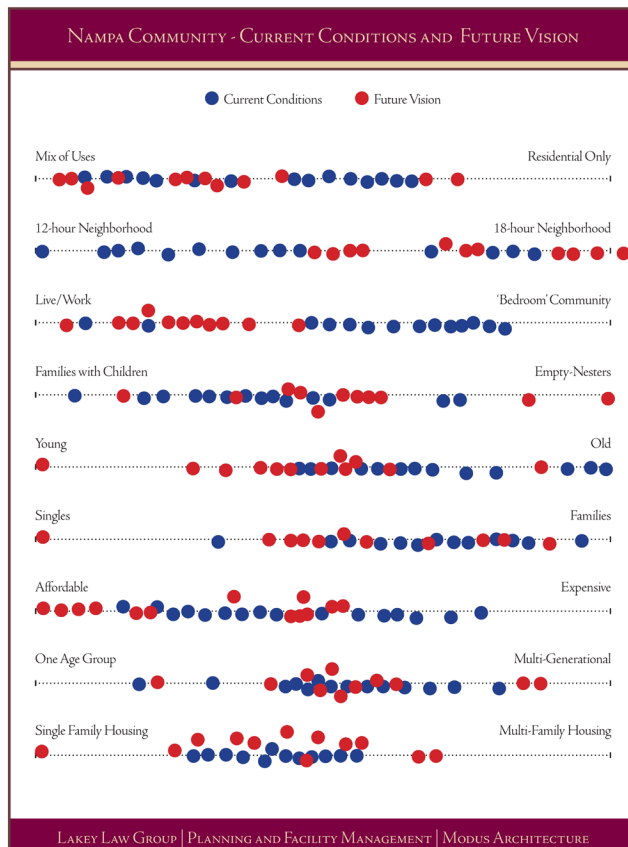 Nampa Community - Current Conditions and Future Vision
Current Conditions Future Vision
Mix of Uses Residential Only
12-hour Neighborhood 18-hour Neighborhood
Live/Work 'Bedroom' Community
Families with Children Empty-Nesters
Young Old
Singles Families
Affordable Expensive
One Age Group Multi-Generational
Single Family Housing Multi-Family Housing
Lakey Law Group | Planning and Facility Management | Modus Architecture